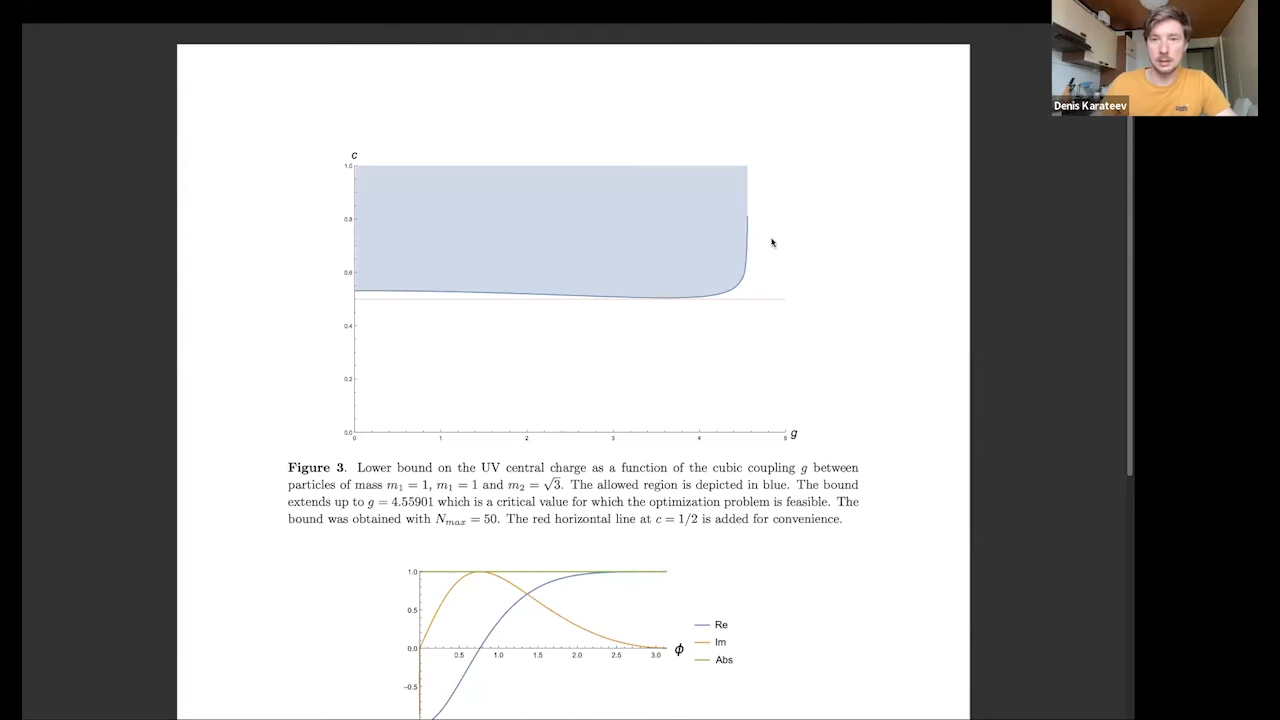 Denis Karateev
c
1.0
0.8
0.6
0.4
0.2
0.0
0 1 2 3 4 5 g
Figure 3. Lower bound on the UV central charge as a function of the cubic coupling g between
particles of mass m₁ = 1, m₁ = 1 and m₂ = √3. The allowed region is depicted in blue. The bound
extends up to g = 4.55901 which is a critical value for which the optimization problem is feasible. The
bound was obtained with Nₘₐₓ = 50. The red horizontal line at c = 1/2 is added for convenience.
1.0
0.5
0.0
-0.5
0.5 1.0 1.5 2.0 2.5 3.0 ϕ
Re
Im
Abs